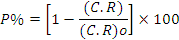 P% = [1 − (C.R) / (C.R)o] × 100